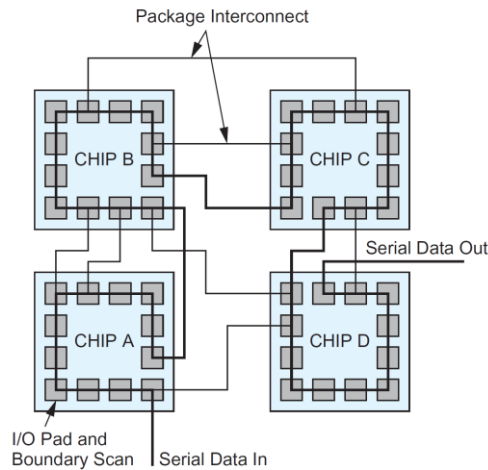 Package Interconnect
CHIP B
CHIP C
Serial Data Out
CHIP A
CHIP D
I/O Pad and
Boundary Scan
Serial Data In